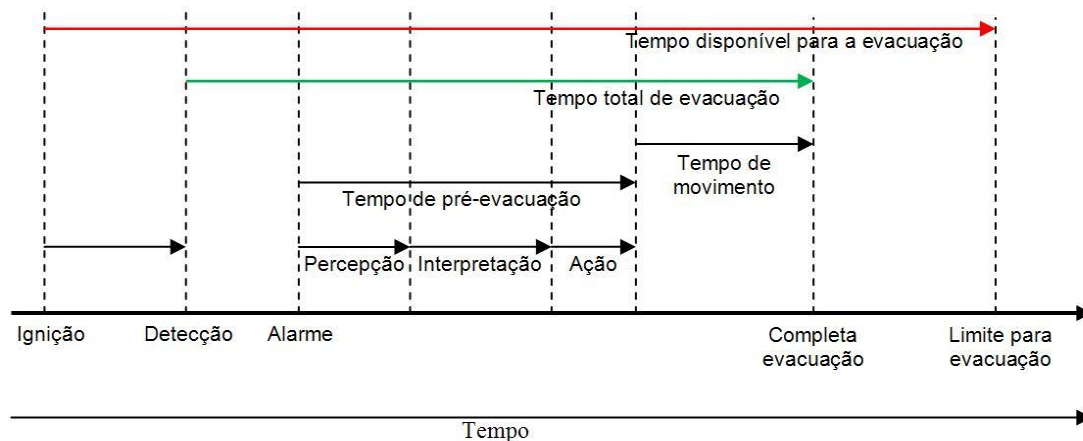 Tempo disponível para a evacuação
Tempo total de evacuação
Tempo de
movimento
Tempo de pré-evacuação
Percepção
Interpretação
Ação
Ignição
Detecção
Alarme
Completa
evacuação
Limite para
evacuação
Tempo